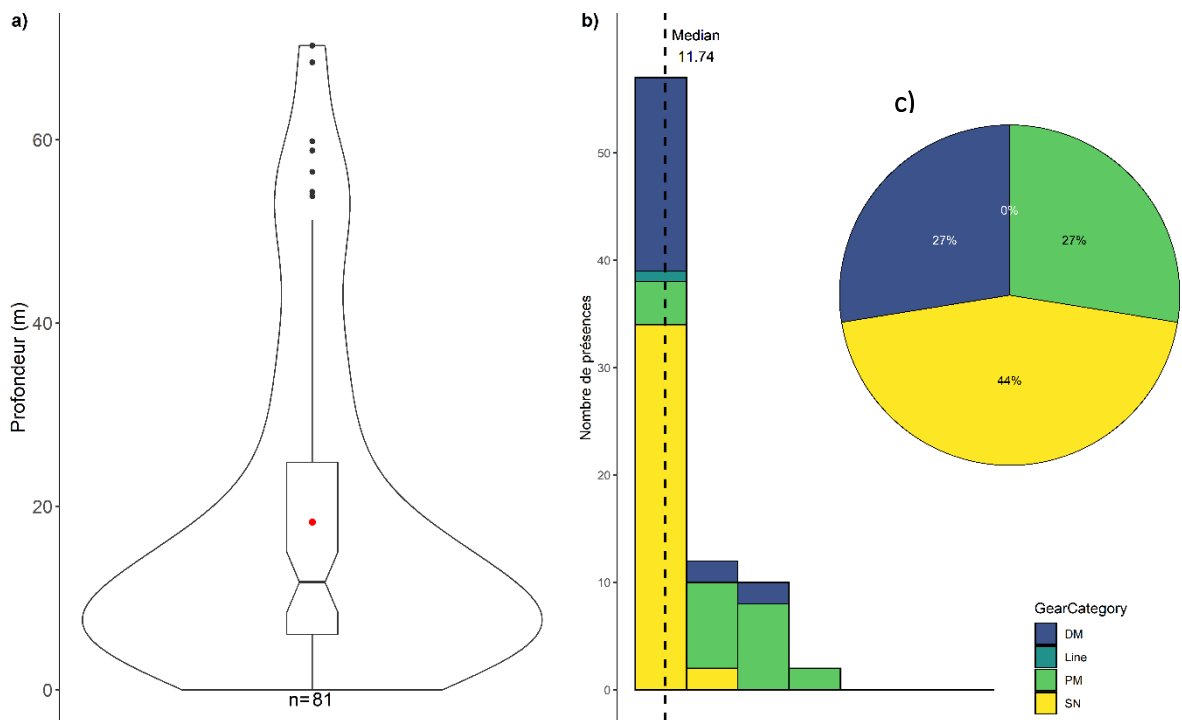 a)
Profondeur (m)
60
40
20
0
n=81
b)
Median
11.74
Nombre de présences
50
40
30
20
10
0
c)
0%
27%
27%
44%
GearCategory
DM
Line
PM
SN